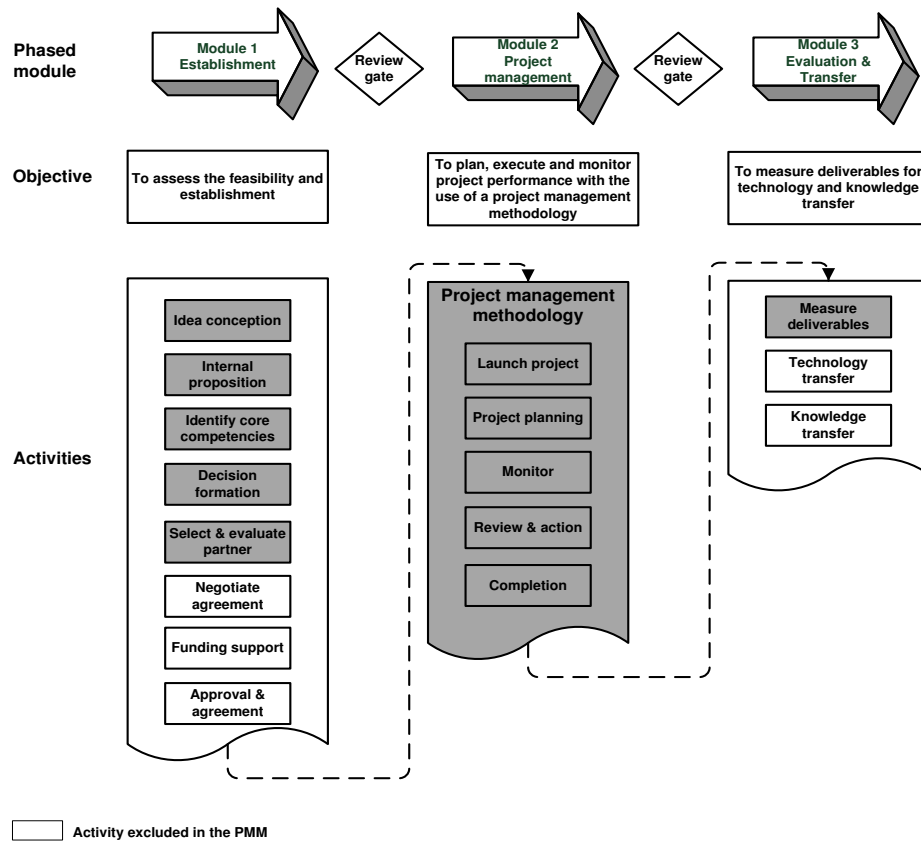 Phased
module
Module 1
Establishment
Review
gate
Module 2
Project
management
Review
gate
Module 3
Evaluation &
Transfer
Objective
To assess the feasibility and
establishment
To plan, execute and monitor
project performance with the
use of a project management
methodology
To measure deliverables for
technology and knowledge
transfer
Activities
Idea conception
Internal
proposition
Identify core
competencies
Decision
formation
Select & evaluate
partner
Negotiate
agreement
Funding support
Approval &
agreement
Project management
methodology
Launch project
Project planning
Monitor
Review & action
Completion
Measure
deliverables
Technology
transfer
Knowledge
transfer
Activity excluded in the PMM